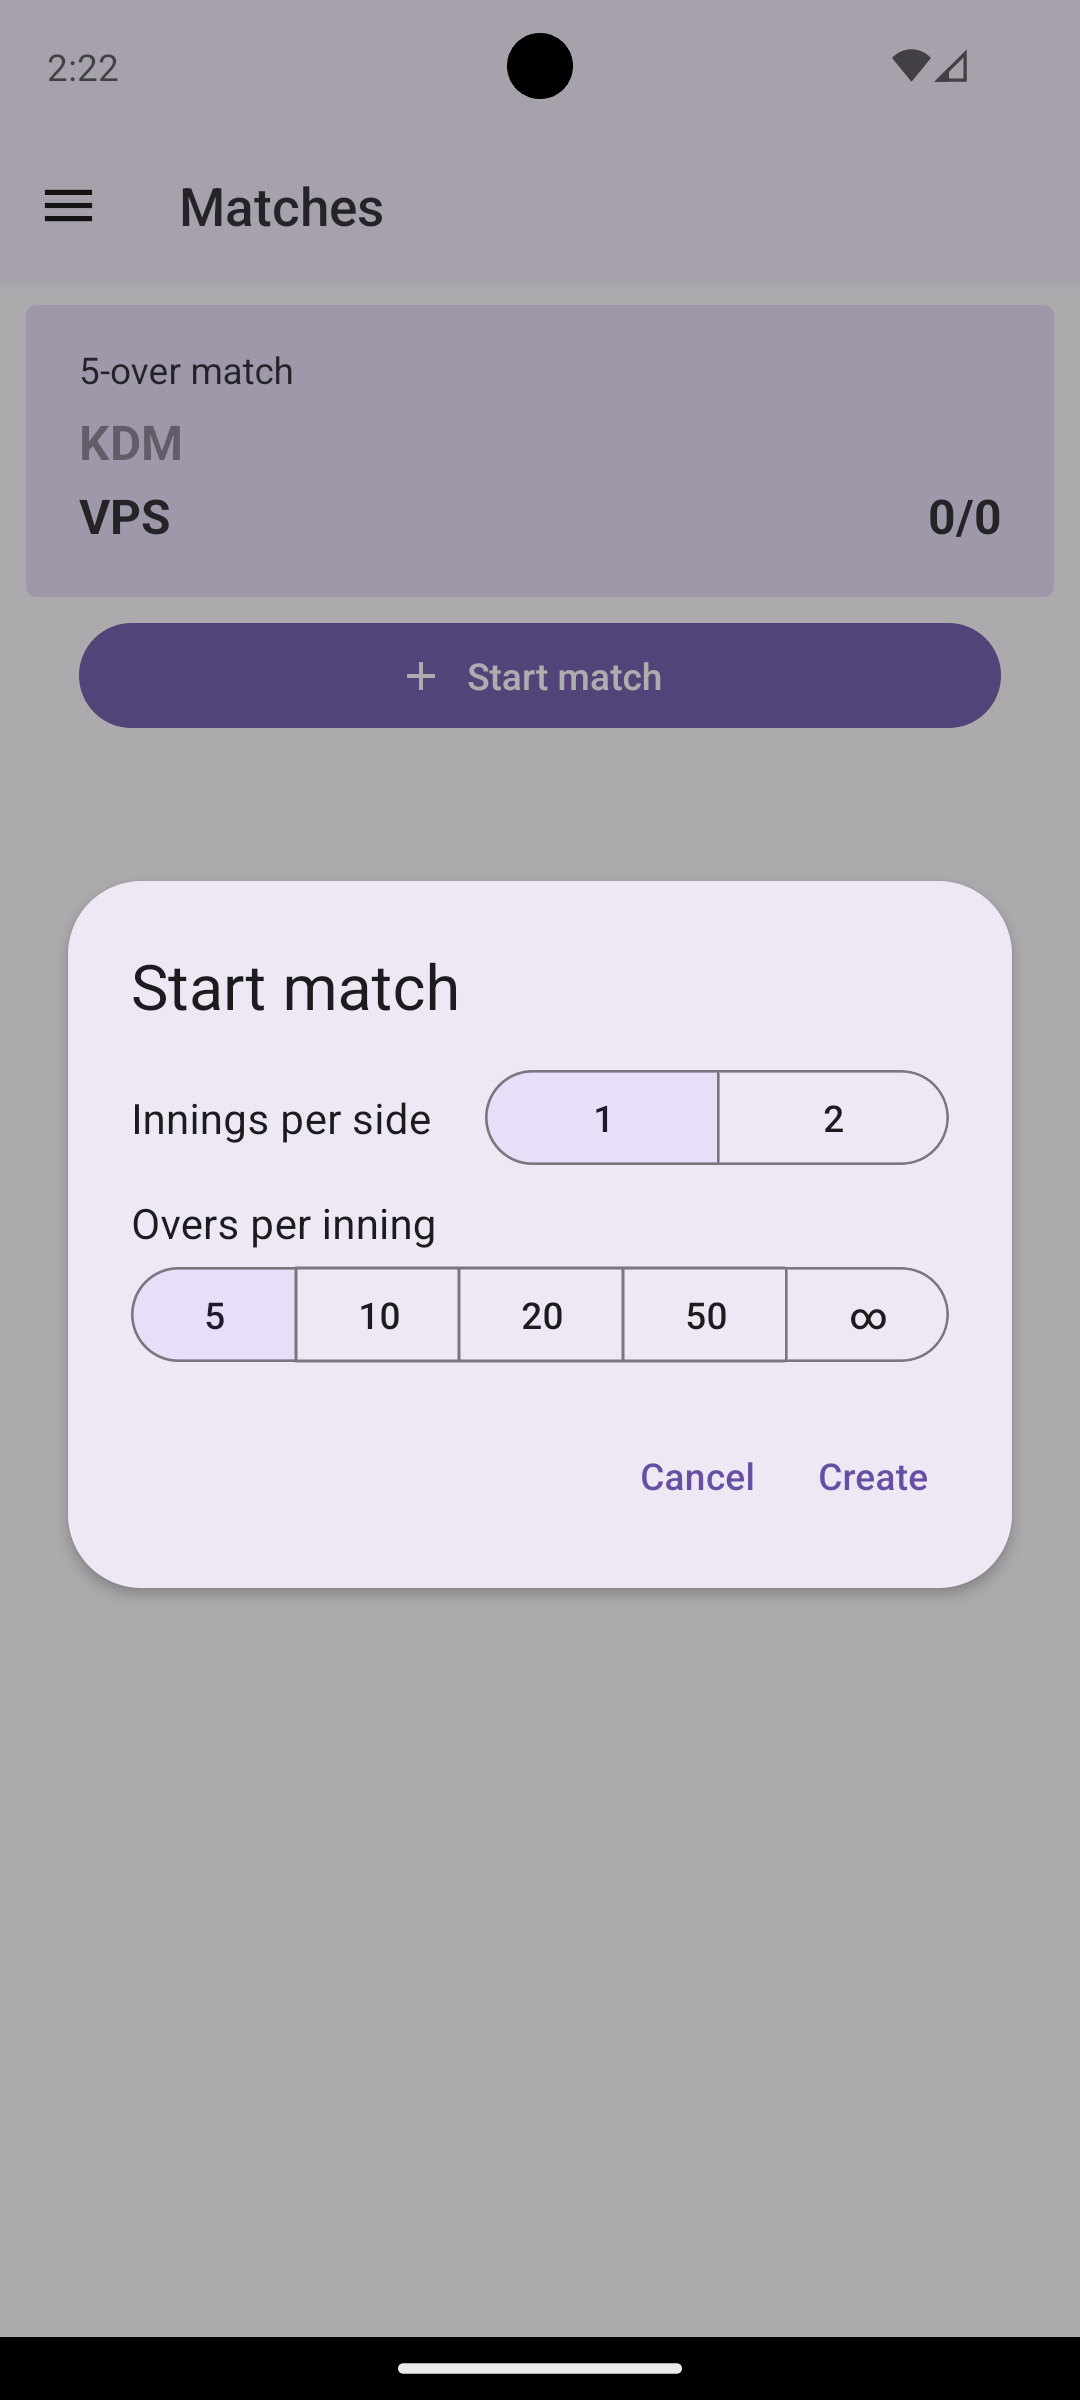 2:22
Matches
5-over match
KDM
VPS 0/0
+ Start match
Start match
Innings per side 1 2
Overs per inning
5 10 20 50 ∞
Cancel Create